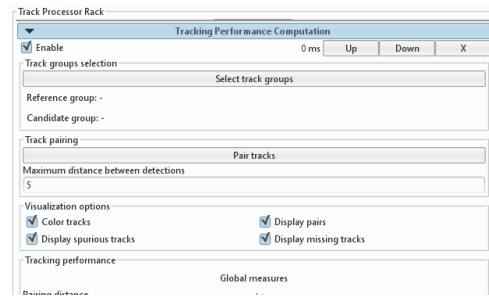 Track Processor Rack
Tracking Performance Computation
Enable 0 ms Up Down X
Track groups selection
Select track groups
Reference group: -
Candidate group: -
Track pairing
Pair tracks
Maximum distance between detections
5
Visualization options
Color tracks Display pairs
Display spurious tracks Display missing tracks
Tracking performance
Global measures
Pairing distance